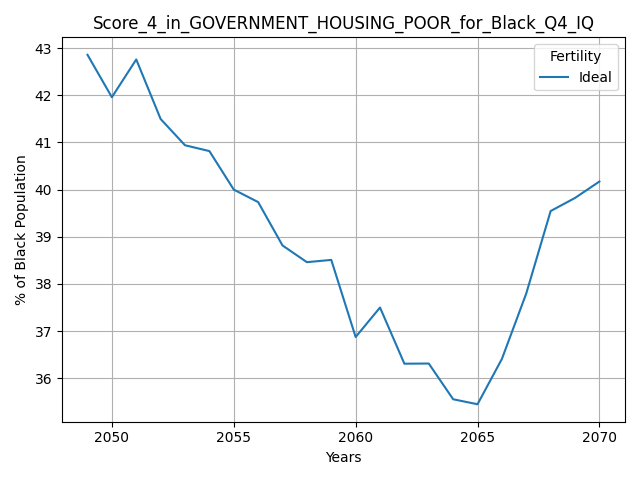 Score_4_in_GOVERNMENT_HOUSING_POOR_for_Black_Q4_IQ
43
42
41
40
39
38
37
36
% of Black Population
Fertility
Ideal
2050 2055 2060 2065 2070
Years